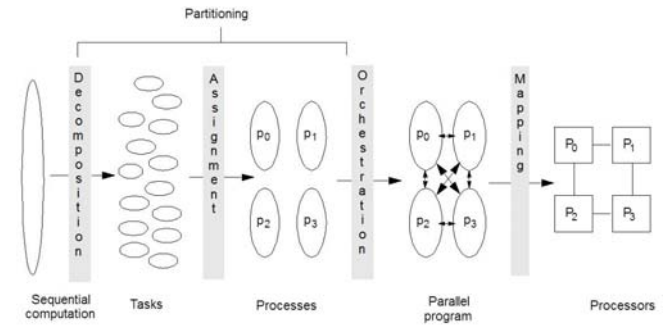 Partitioning
Decomposition
Assignment
Orchestration
Mapping
p0
p1
p2
p3
p0
p1
p2
p3
P0
P1
P2
P3
Sequential
computation
Tasks
Processes
Parallel
program
Processors